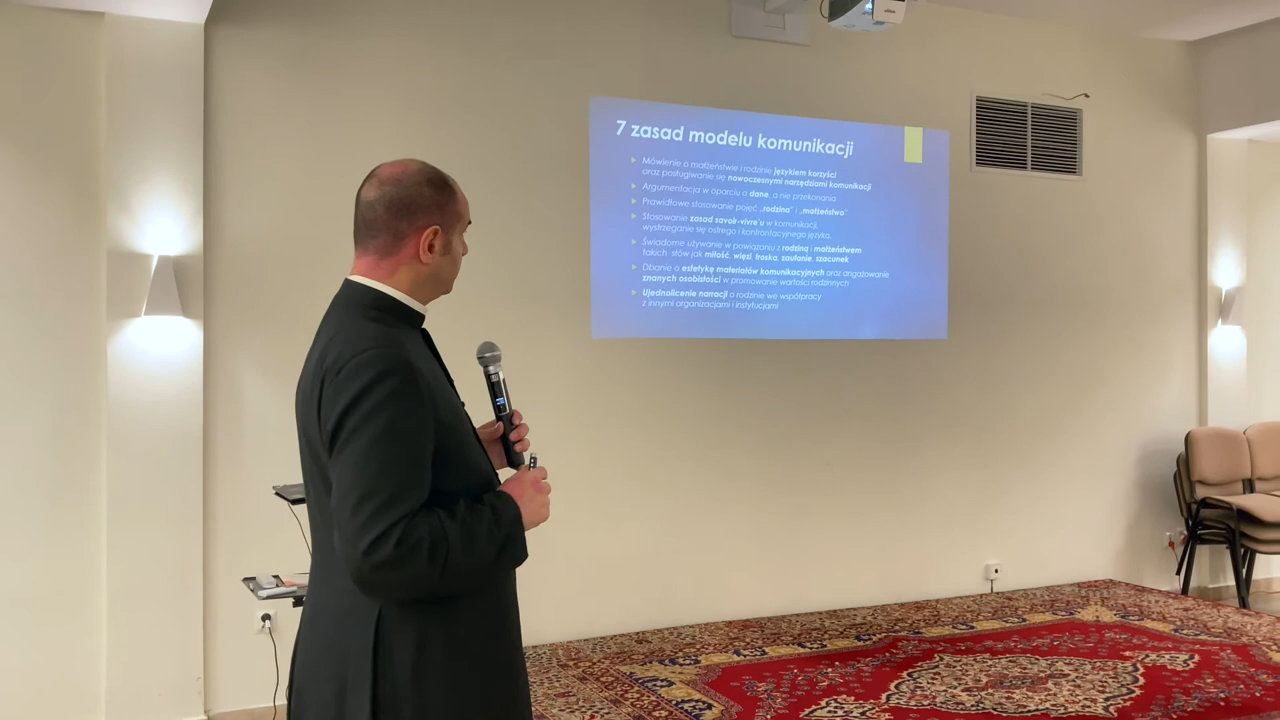 7 zasad modelu komunikacji
Mówienie o małżeństwie i rodzinie językiem korzyści
oraz posługiwanie się nowoczesnymi narzędziami komunikacji
Argumentacja w oparciu o dane, a nie przekonania
Prawidłowe stosowanie pojęć „rodzina” i „małżeństwo”
Stosowanie zasad savoir-vivre'u w komunikacji,
wystrzeganie się ostrego i konfrontacyjnego języka.
Świadome używanie w powiązaniu z rodziną i małżeństwem
takich słów jak miłość, więzi, troska, zaufanie, szacunek
Dbanie o estetykę materiałów komunikacyjnych oraz angażowanie
znanych osobistości w promowanie wartości rodzinnych
Ujednolicenie narracji o rodzinie we współpracy
z innymi organizacjami i instytucjami